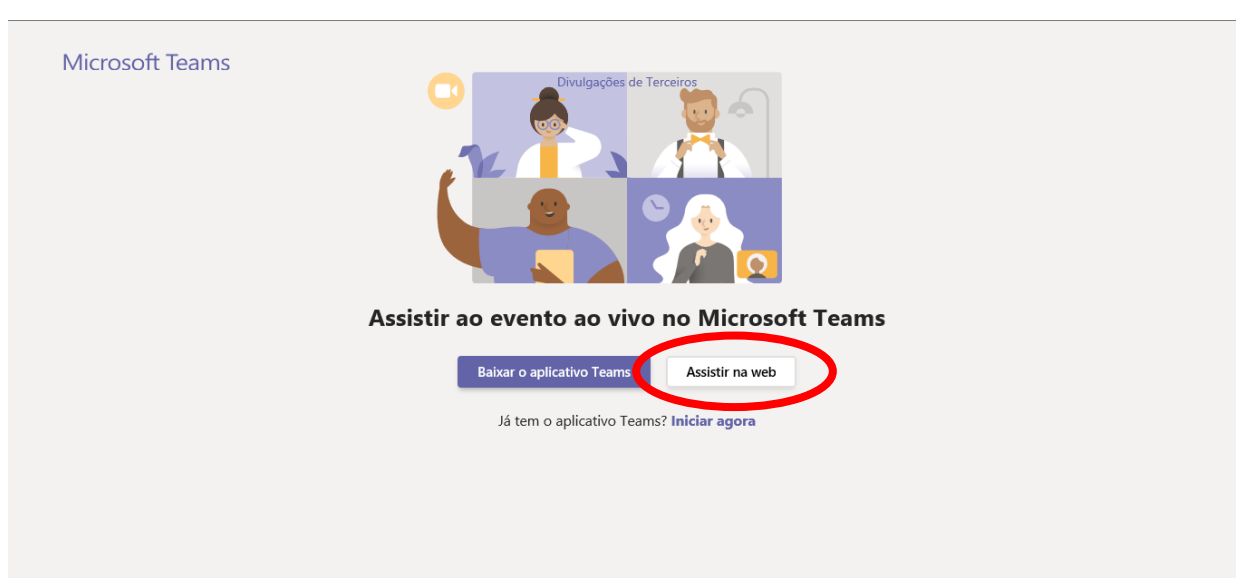 Microsoft Teams
Divulgações de Terceiros
Assistir ao evento ao vivo no Microsoft Teams
Baixar o aplicativo Teams
Assistir na web
Já tem o aplicativo Teams? Iniciar agora